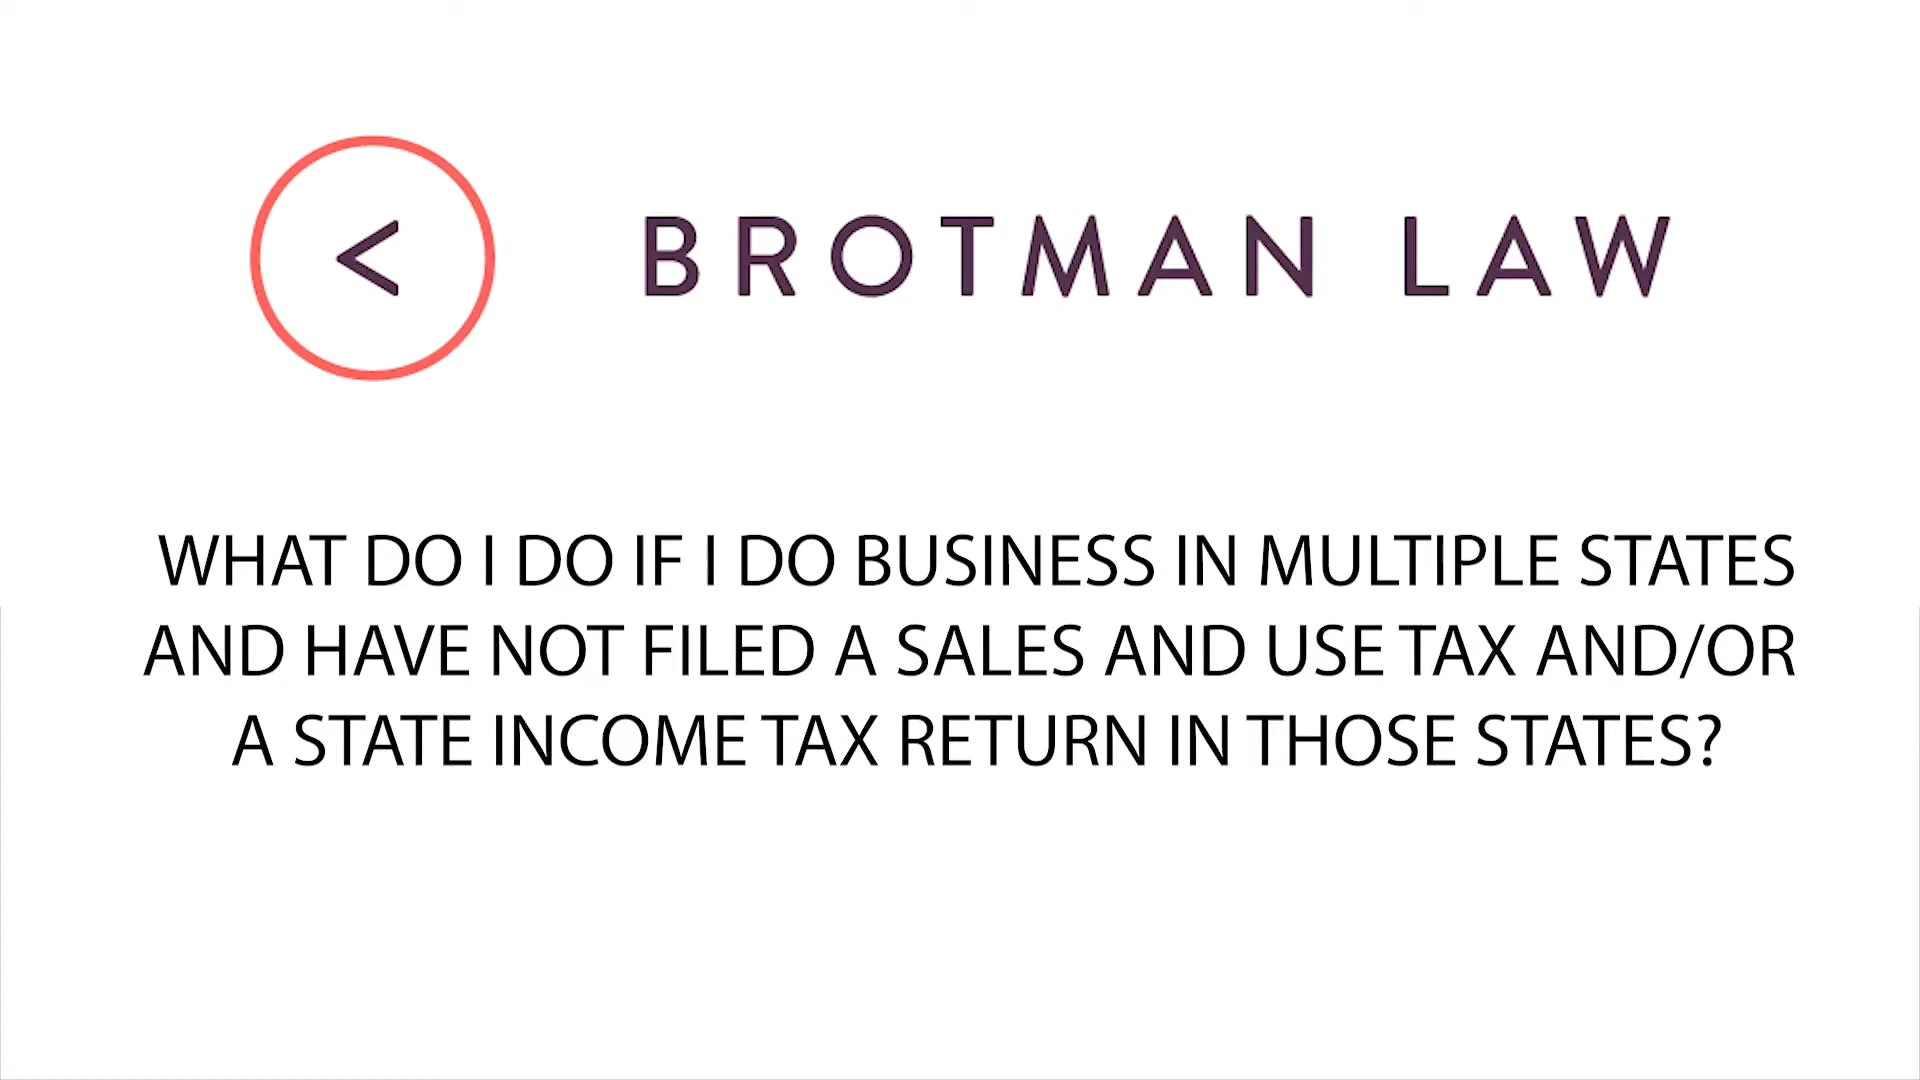 < BROTMAN LAW
WHAT DO I DO IF I DO BUSINESS IN MULTIPLE STATES
AND HAVE NOT FILED A SALES AND USE TAX AND/OR
A STATE INCOME TAX RETURN IN THOSE STATES?